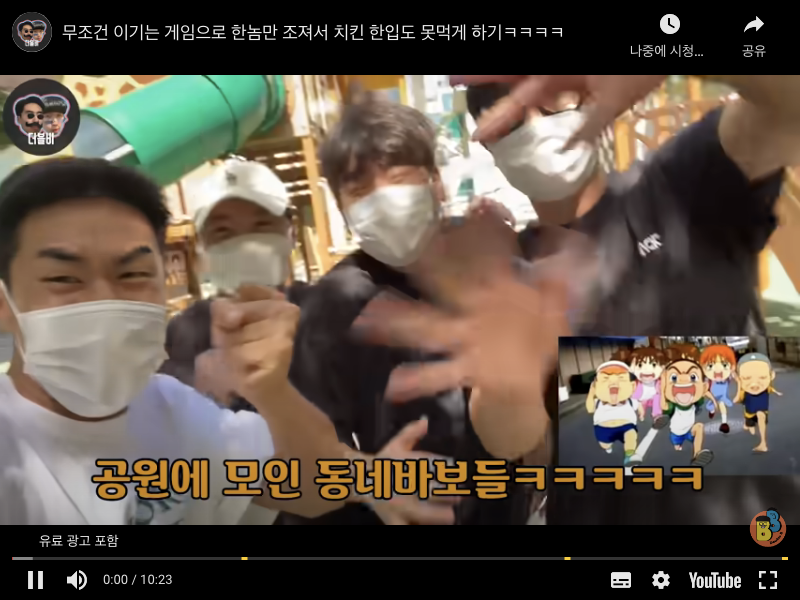 무조건 이기는 게임으로 한놈만 조져서 치킨 한입도 못먹게 하기ㅋㅋㅋㅋ
나중에 시청...
공유
더블비
공원에 모인 동네바보들ㅋㅋㅋㅋㅋ
유료 광고 포함
0:00 / 10:23
YouTube